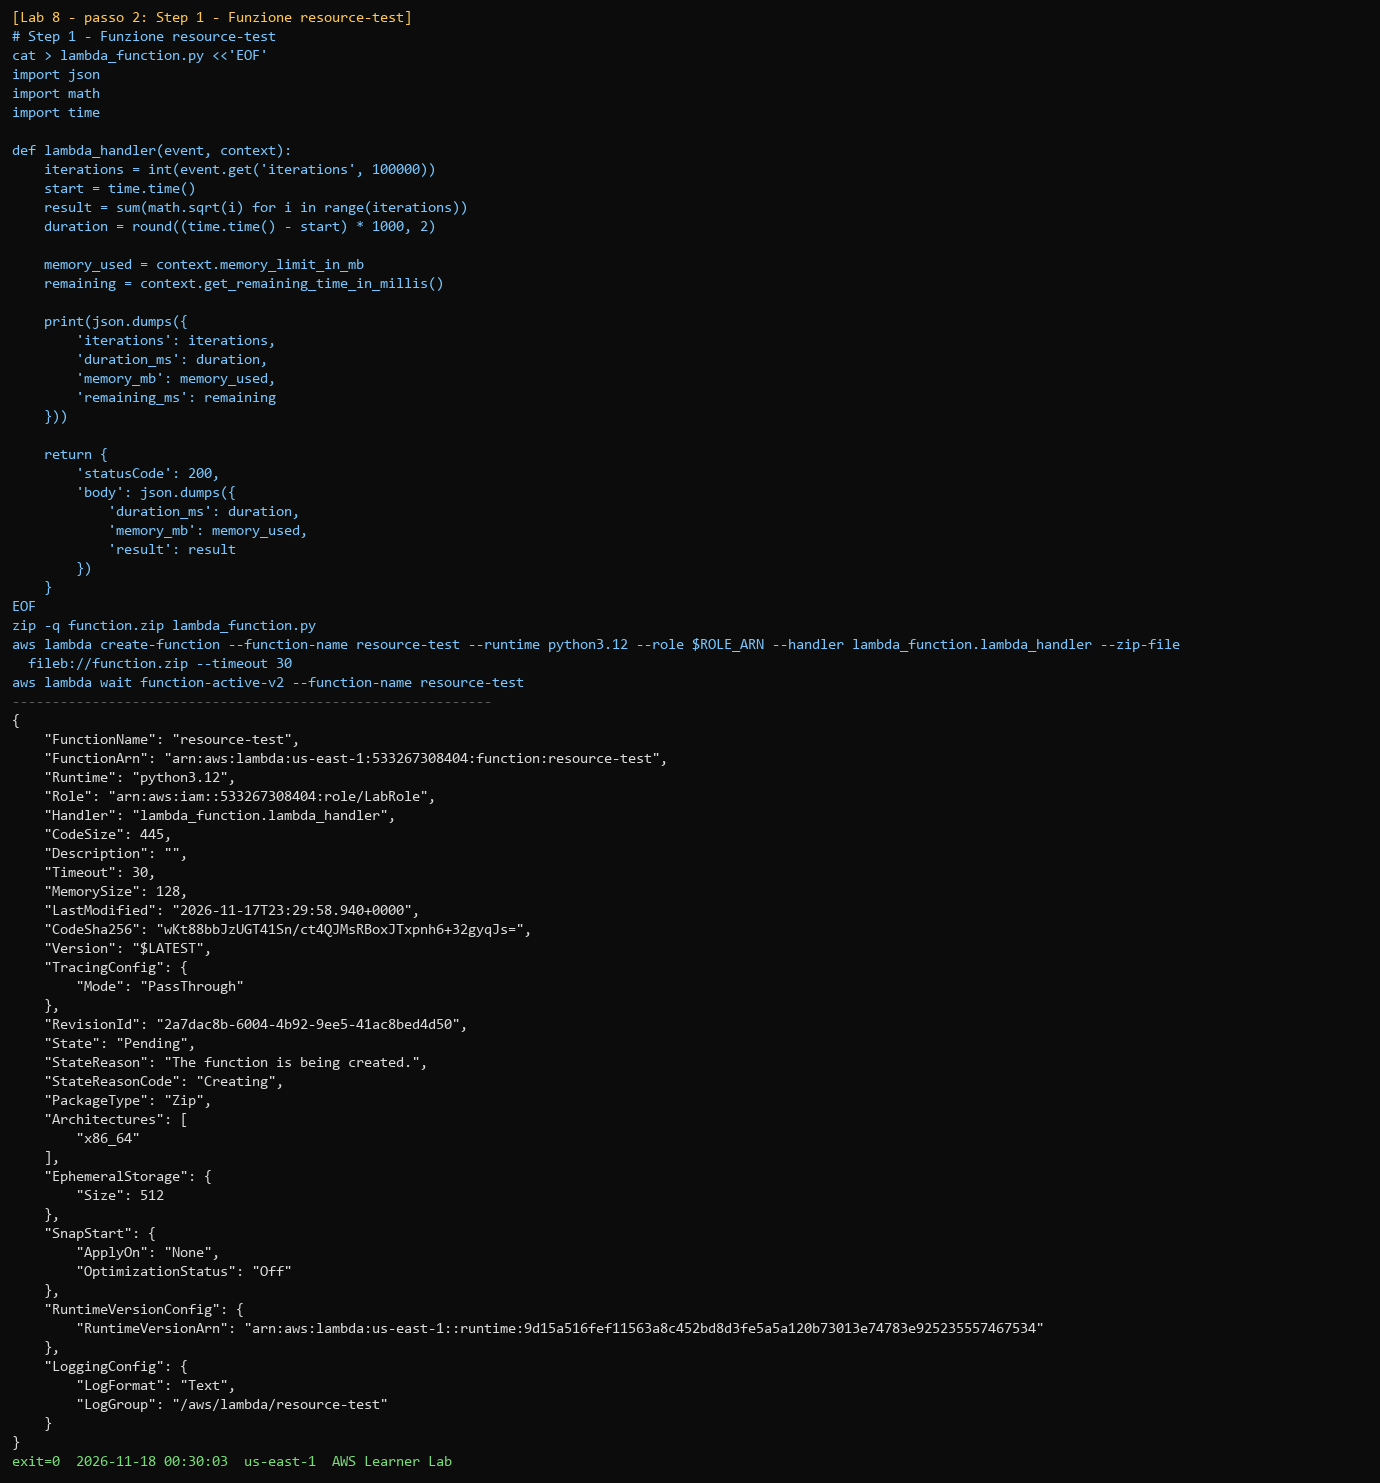 [Lab 8 - passo 2: Step 1 - Funzione resource-test]
# Step 1 - Funzione resource-test
cat > lambda_function.py <<'EOF'
import json
import math
import time

def lambda_handler(event, context):
    iterations = int(event.get('iterations', 100000))
    start = time.time()
    result = sum(math.sqrt(i) for i in range(iterations))
    duration = round((time.time() - start) * 1000, 2)

    memory_used = context.memory_limit_in_mb
    remaining = context.get_remaining_time_in_millis()

    print(json.dumps({
        'iterations': iterations,
        'duration_ms': duration,
        'memory_mb': memory_used,
        'remaining_ms': remaining
    }))

    return {
        'statusCode': 200,
        'body': json.dumps({
            'duration_ms': duration,
            'memory_mb': memory_used,
            'result': result
        })
    }
EOF
zip -q function.zip lambda_function.py
aws lambda create-function --function-name resource-test --runtime python3.12 --role $ROLE_ARN --handler lambda_function.lambda_handler --zip-file
  fileb://function.zip --timeout 30
aws lambda wait function-active-v2 --function-name resource-test
------------------------------------------------------------
{
    "FunctionName": "resource-test",
    "FunctionArn": "arn:aws:lambda:us-east-1:533267308404:function:resource-test",
    "Runtime": "python3.12",
    "Role": "arn:aws:iam::533267308404:role/LabRole",
    "Handler": "lambda_function.lambda_handler",
    "CodeSize": 445,
    "Description": "",
    "Timeout": 30,
    "MemorySize": 128,
    "LastModified": "2026-11-17T23:29:58.940+0000",
    "CodeSha256": "wKt88bbJzUGT41Sn/ct4QJMsRBoxJTxpnh6+32gyqJs=",
    "Version": "$LATEST",
    "TracingConfig": {
        "Mode": "PassThrough"
    },
    "RevisionId": "2a7dac8b-6004-4b92-9ee5-41ac8bed4d50",
    "State": "Pending",
    "StateReason": "The function is being created.",
    "StateReasonCode": "Creating",
    "PackageType": "Zip",
    "Architectures": [
        "x86_64"
    ],
    "EphemeralStorage": {
        "Size": 512
    },
    "SnapStart": {
        "ApplyOn": "None",
        "OptimizationStatus": "Off"
    },
    "RuntimeVersionConfig": {
        "RuntimeVersionArn": "arn:aws:lambda:us-east-1::runtime:9d15a516fef11563a8c452bd8d3fe5a5a120b73013e74783e925235557467534"
    },
    "LoggingConfig": {
        "LogFormat": "Text",
        "LogGroup": "/aws/lambda/resource-test"
    }
}
exit=0  2026-11-18 00:30:03  us-east-1  AWS Learner Lab